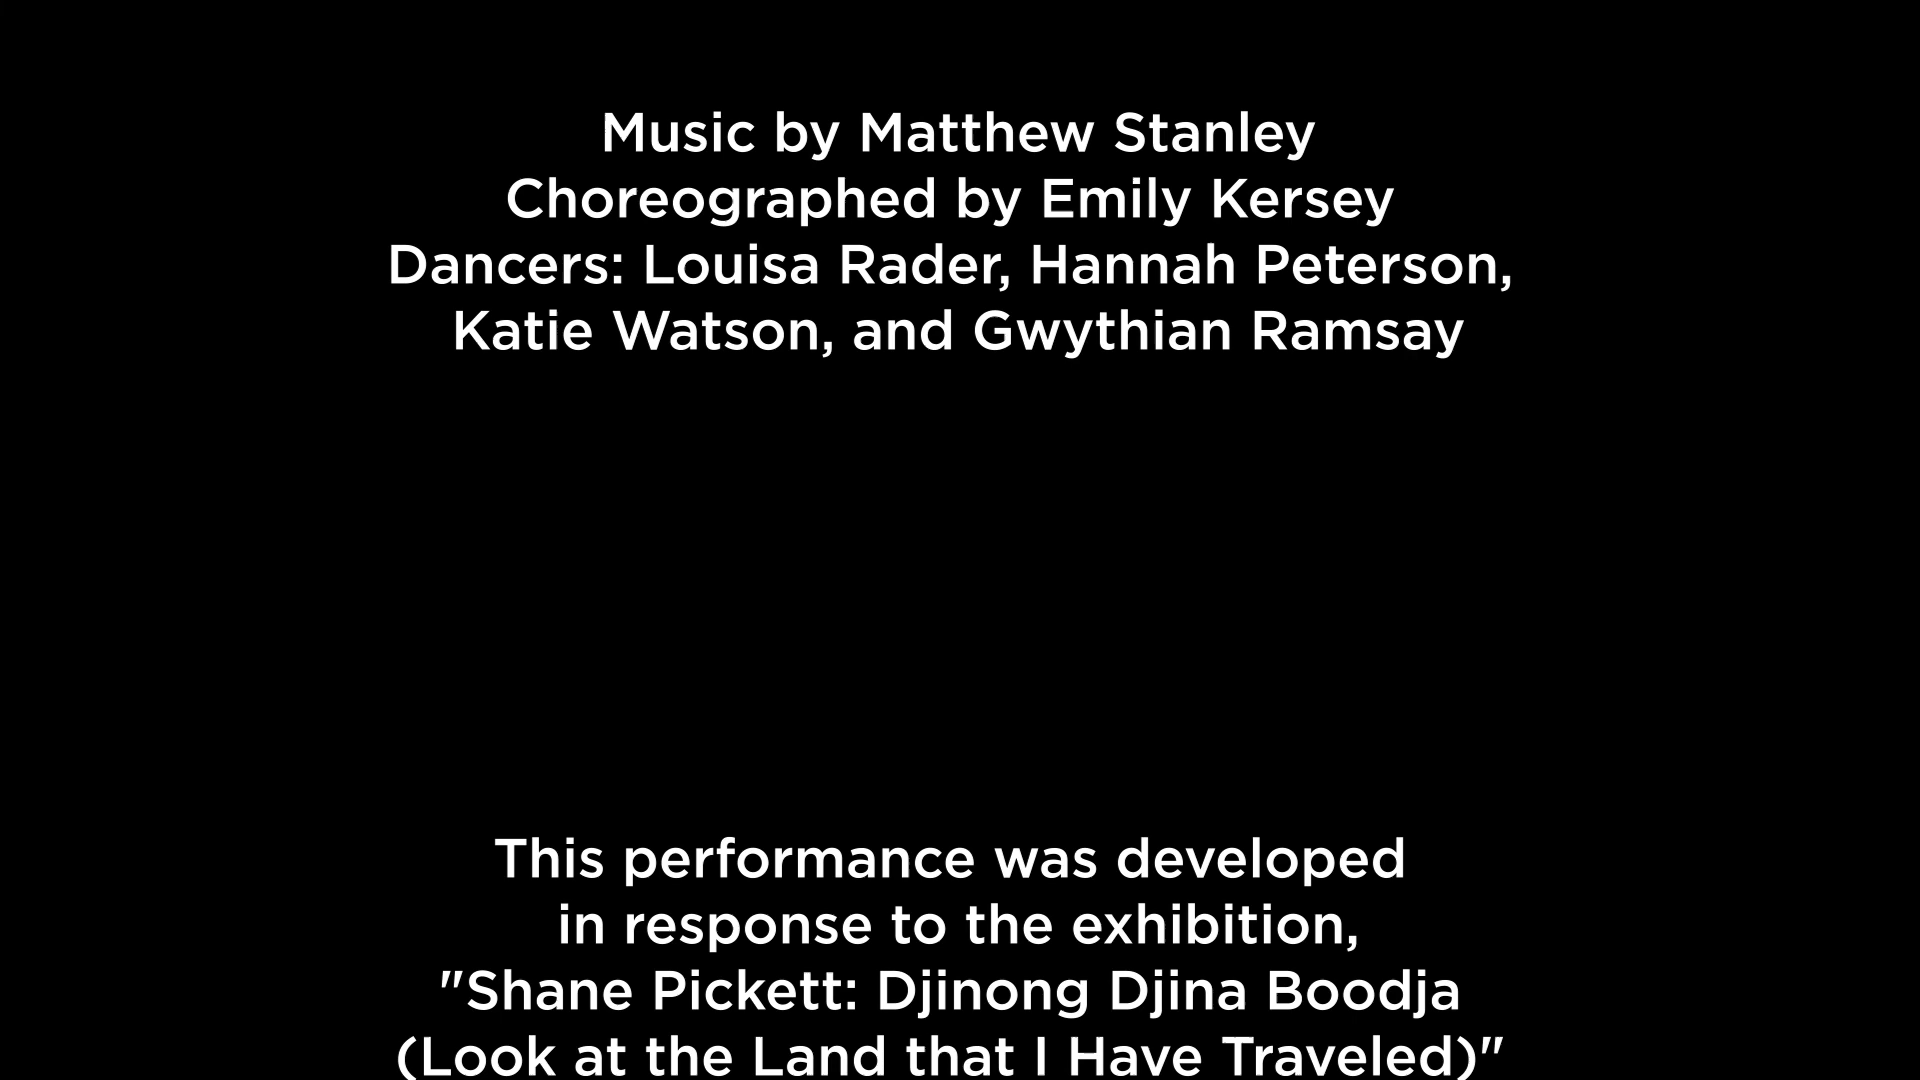 Music by Matthew Stanley
Choreographed by Emily Kersey
Dancers: Louisa Rader, Hannah Peterson,
Katie Watson, and Gwythian Ramsay
This performance was developed
in response to the exhibition,
"Shane Pickett: Djinong Djina Boodja
(Look at the Land that I Have Traveled)"